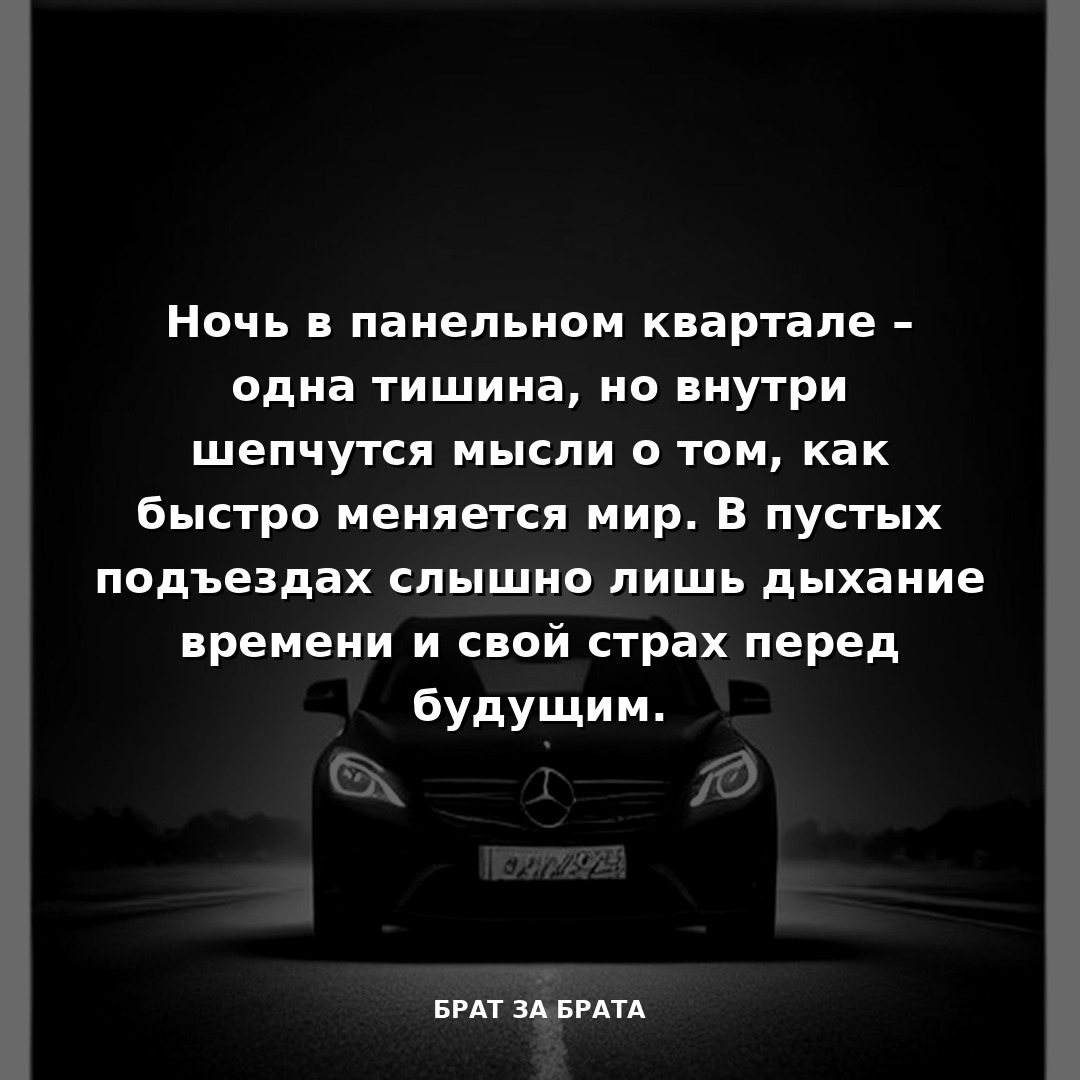 Ночь в панельном квартале –
одна тишина, но внутри
шепчутся мысли о том, как
быстро меняется мир. В пустых
подъездах слышно лишь дыхание
времени и свой страх перед
будущим.
БРАТ ЗА БРАТА